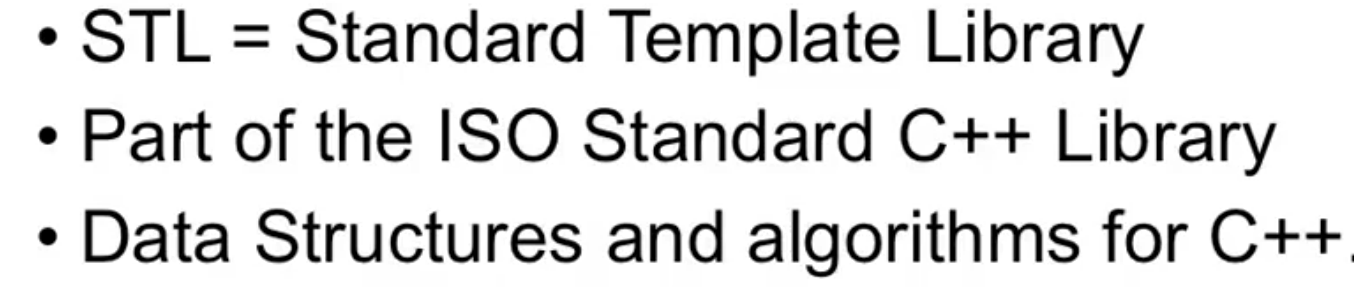 • STL = Standard Template Library
• Part of the ISO Standard C++ Library
• Data Structures and algorithms for C++.